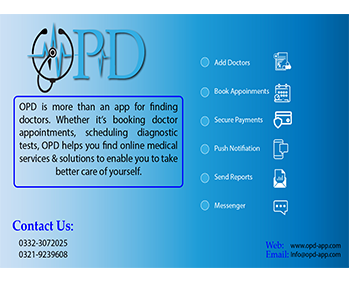 OPD
OPD is more than an app for finding
doctors. Whether it's booking doctor
appointments, scheduling diagnostic
tests, OPD helps you find online medical
services & solutions to enable you to take
better care of yourself.
Add Doctors
Book Appoinments
Secure Payments
Push Notifiation
Send Reports
Messenger
Contact Us:
0332-3072025
0321-9239608
Web: www.opd-app.com
Email: info@opd-app.com